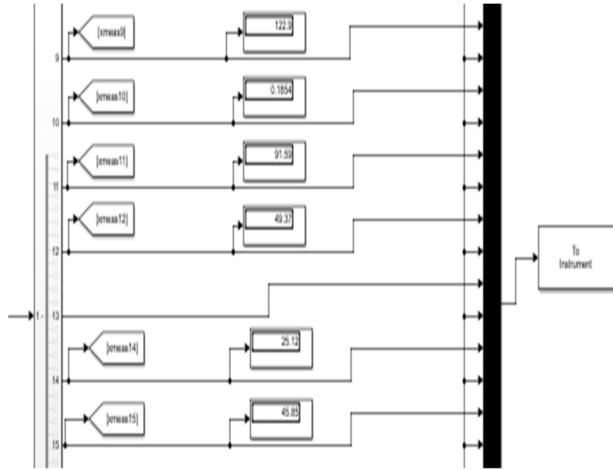 [xmeas9]
122.9
9
[xmeas10]
0.1854
10
[xmeas11]
91.59
11
[xmeas12]
49.37
12
To
Instrument
13
[xmeas14]
25.12
14
[xmeas15]
45.85
15